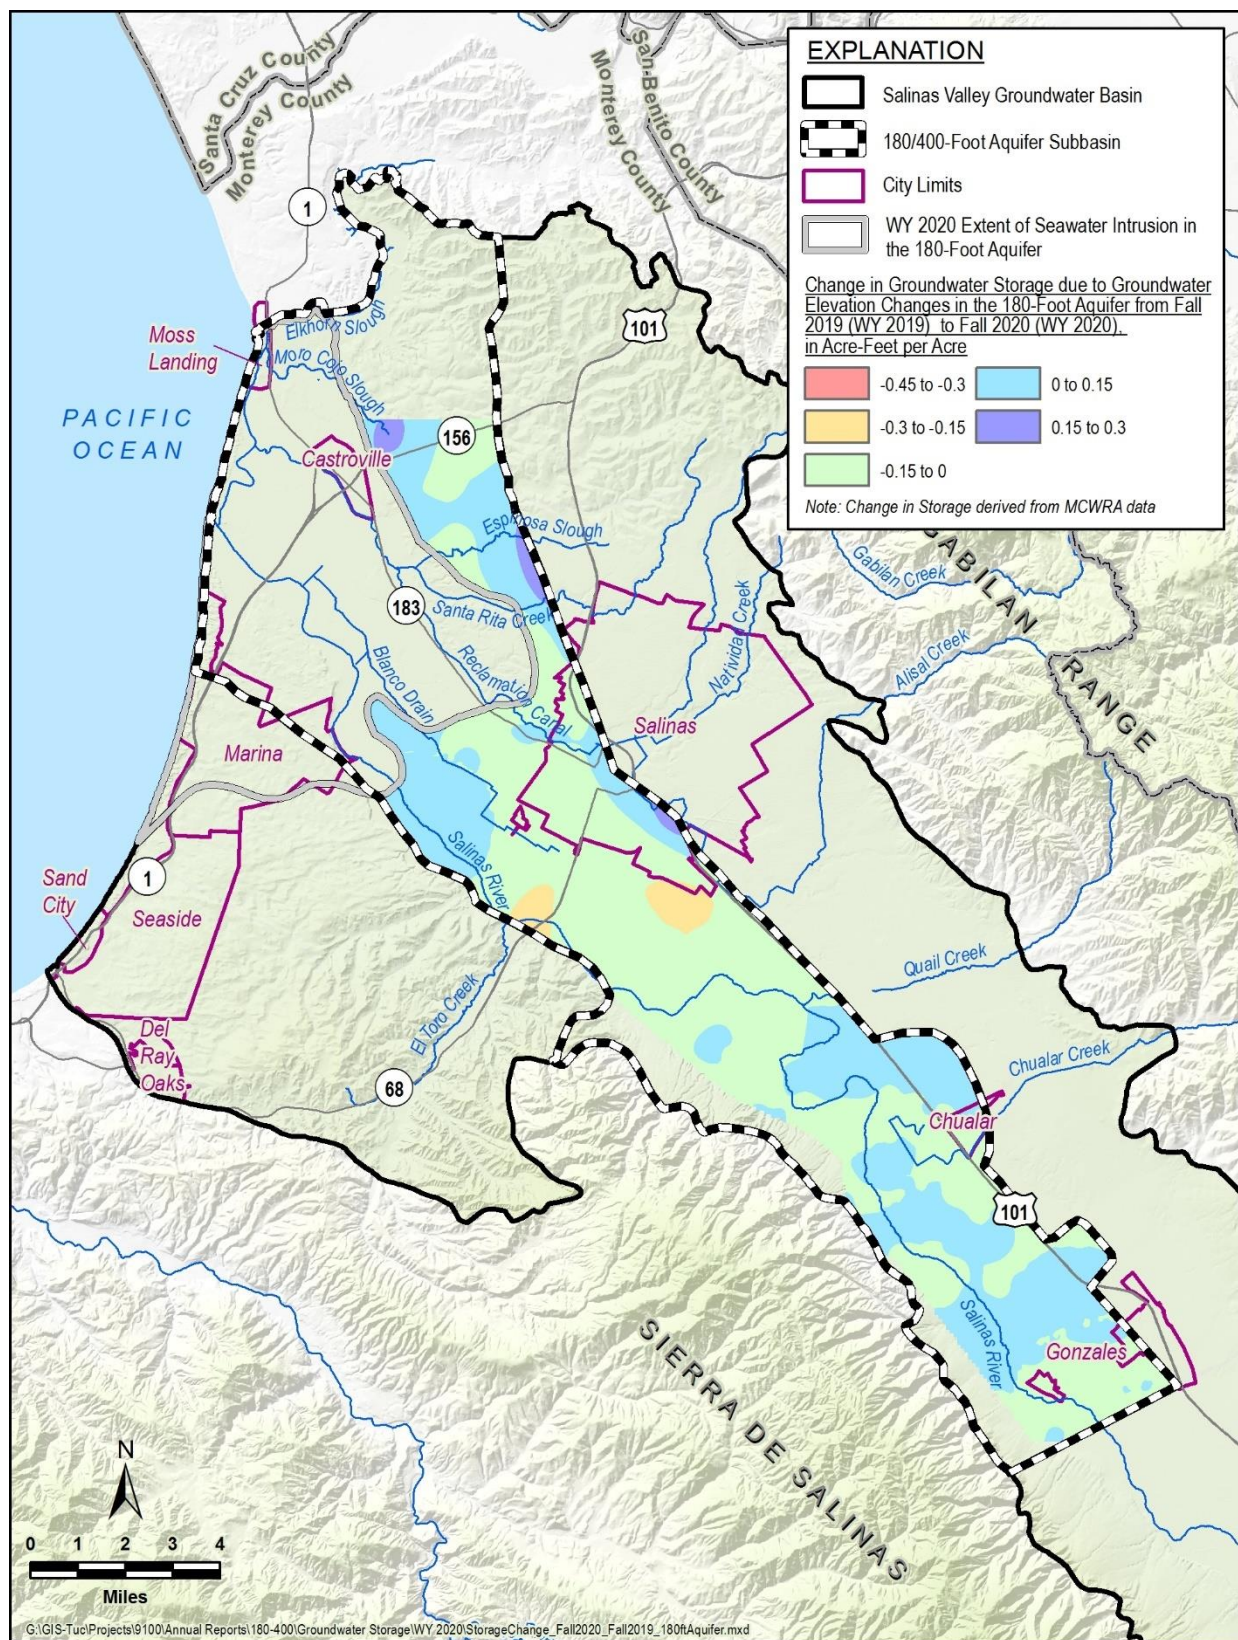 EXPLANATION
Salinas Valley Groundwater Basin
180/400-Foot Aquifer Subbasin
City Limits
WY 2020 Extent of Seawater Intrusion in
the 180-Foot Aquifer
Change in Groundwater Storage due to Groundwater
Elevation Changes in the 180-Foot Aquifer from Fall
2019 (WY 2019) to Fall 2020 (WY 2020),
in Acre-Feet per Acre
-0.45 to -0.3
0 to 0.15
-0.3 to -0.15
0.15 to 0.3
-0.15 to 0
Note: Change in Storage derived from MCWRA data
Santa Cruz County
Monterey County
San-Benito County
Monterey County
1
101
Moss
Landing
Elkhorn Slough
Moro Cojo Slough
PACIFIC
OCEAN
156
Castroville
Espinosa Slough
183
Santa Rita Creek
Gabilan Creek
GABILAN
RANGE
Natividad Creek
Alisal Creek
Blanco Drain
Reclamation Canal
Salinas
Marina
Salinas River
Sand
City
1
Seaside
Quail Creek
El Toro Creek
Del
Ray
Oaks
68
Chualar Creek
Chualar
101
Salinas River
Gonzales
SIERRA DE SALINAS
N
0 1 2 3 4
Miles
G:\GIS-Tuc\Projects\9100\Annual Reports\180-400\Groundwater Storage\WY 2020\StorageChange_Fall2020_Fall2019_180ftAquifer.mxd